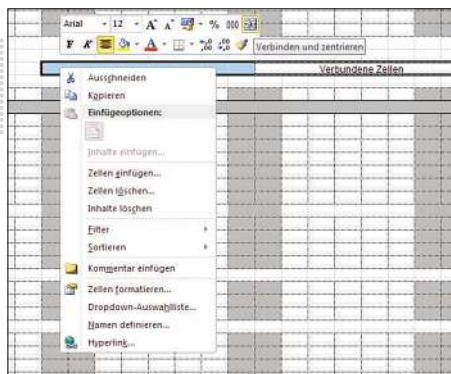 Arial 12 A A % 000
F K A Verbinden und zentrieren
Verbundene Zellen
Ausschneiden
Kopieren
Einfügeoptionen:
Inhalte einfügen...
Zellen einfügen...
Zellen löschen...
Inhalte löschen
Filter
Sortieren
Kommentar einfügen
Zellen formatieren...
Dropdown-Auswahlliste...
Namen definieren...
Hyperlink...